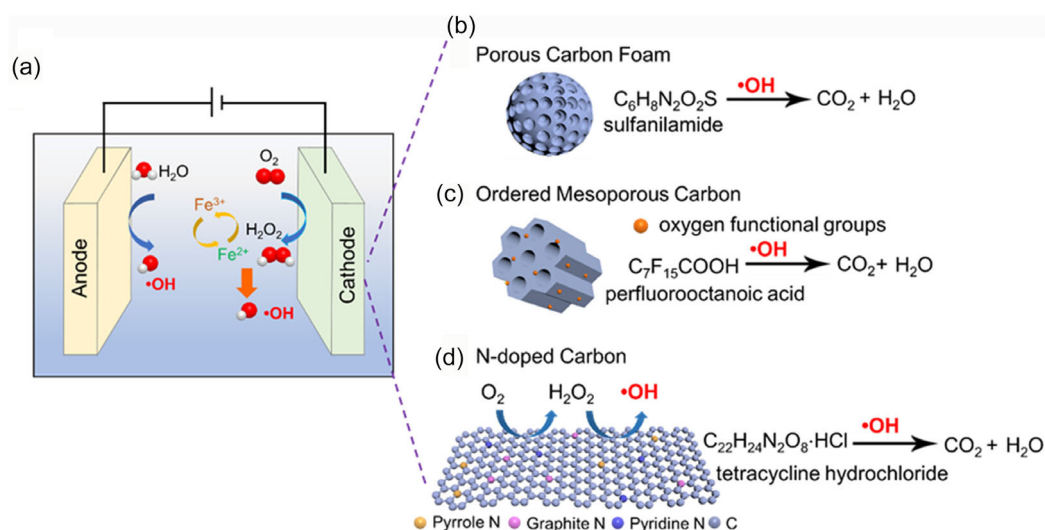 (a)
H₂O
O₂
Fe³⁺
H₂O₂
Fe²⁺
•OH
•OH
Anode
Cathode
(b)
Porous Carbon Foam
C₆H₈N₂O₂S •OH CO₂ + H₂O
sulfanilamide
(c) Ordered Mesoporous Carbon
oxygen functional groups
C₇F₁₅COOH •OH CO₂+ H₂O
perfluorooctanoic acid
(d) N-doped Carbon
O₂ H₂O₂ •OH
C₂₂H₂₄N₂O₈·HCl •OH CO₂ + H₂O
tetracycline hydrochloride
Pyrrole N Graphite N Pyridine N C